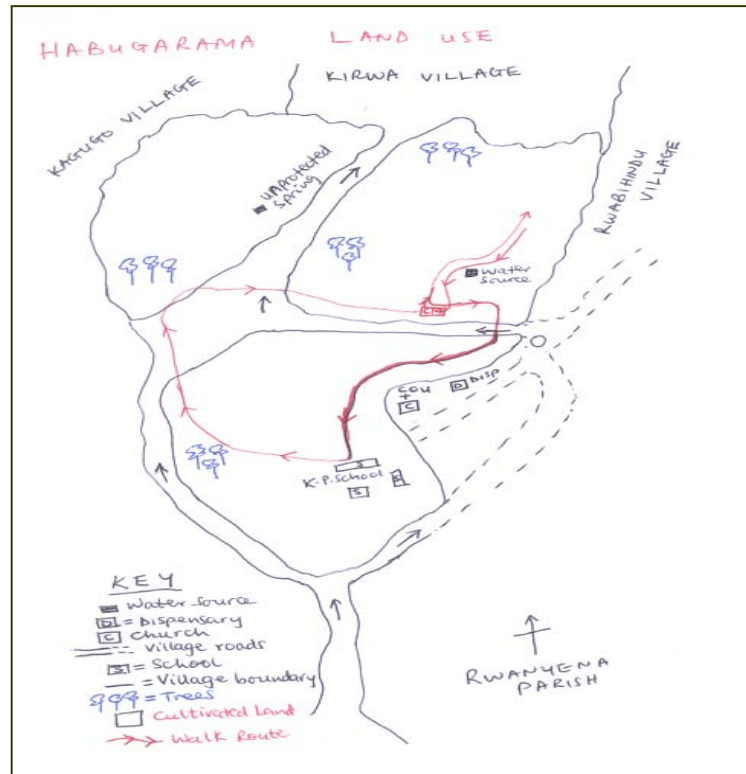 HABUGARAMA LAND USE
KIRWA VILLAGE
KAGUGO VILLAGE
UNPROTECTED
SPRING
RWABIHINDU
VILLAGE
Water
source
COU
C
D DISP
S
K.P. School
S
S
KEY
Water source
D = Dispensary
C Church
Village roads
S = School
= Village boundary
= Trees
Cultivated Land
Walk Route
RWANYENA
PARISH